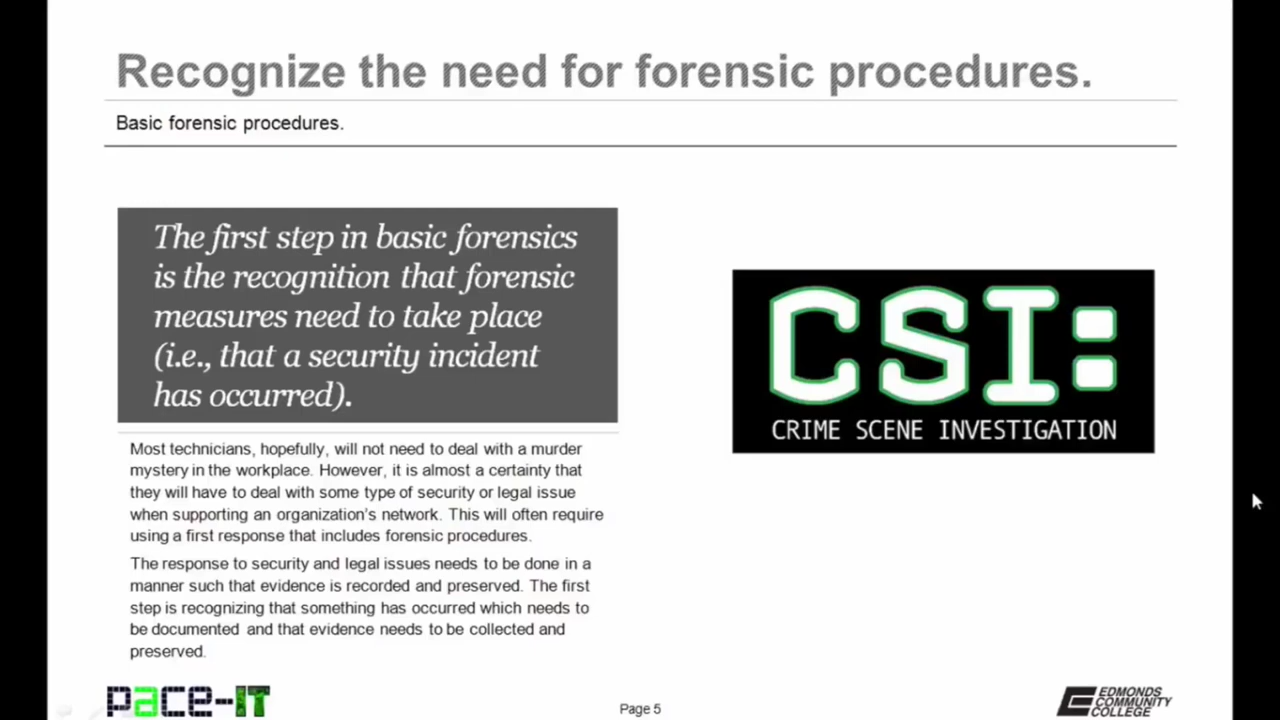 Recognize the need for forensic procedures.
Basic forensic procedures.
The first step in basic forensics
is the recognition that forensic
measures need to take place
(i.e., that a security incident
has occurred).
Most technicians, hopefully, will not need to deal with a murder
mystery in the workplace. However, it is almost a certainty that
they will have to deal with some type of security or legal issue
when supporting an organization's network. This will often require
using a first response that includes forensic procedures.
The response to security and legal issues needs to be done in a
manner such that evidence is recorded and preserved. The first
step is recognizing that something has occurred which needs to
be documented and that evidence needs to be collected and
preserved.
CSI:
CRIME SCENE INVESTIGATION
pace-IT
Page 5
EDMONDS
COMMUNITY
COLLEGE